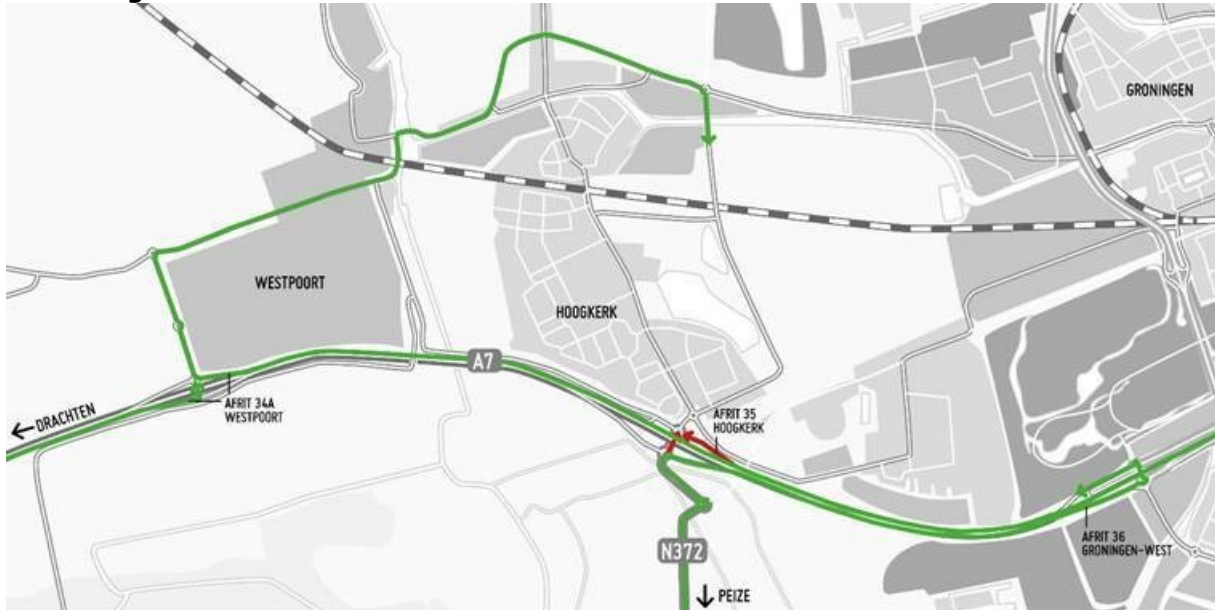 GRONINGEN
WESTPOORT
HOOGKERK
A7
← DRACHTEN
AFRIT 34A
WESTPOORT
AFRIT 35
HOOGKERK
AFRIT 36
GRONINGEN-WEST
N372
↓ PEIZE